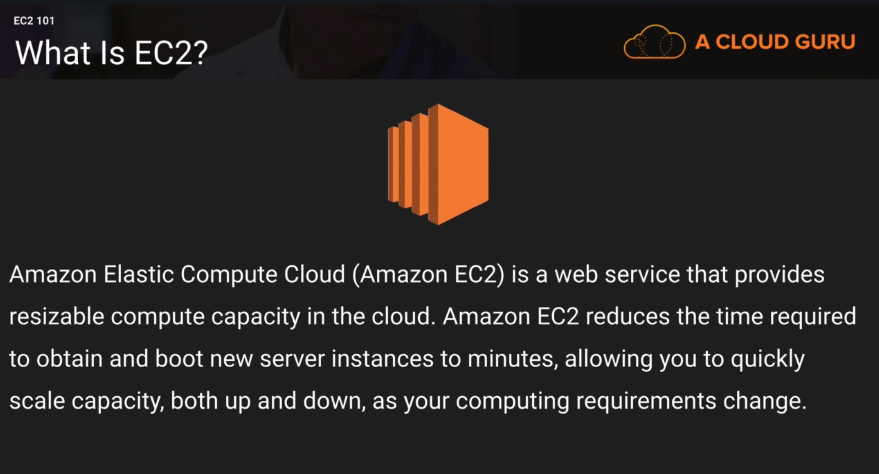 EC2 101
What Is EC2?
A CLOUD GURU
Amazon Elastic Compute Cloud (Amazon EC2) is a web service that provides
resizable compute capacity in the cloud. Amazon EC2 reduces the time required
to obtain and boot new server instances to minutes, allowing you to quickly
scale capacity, both up and down, as your computing requirements change.